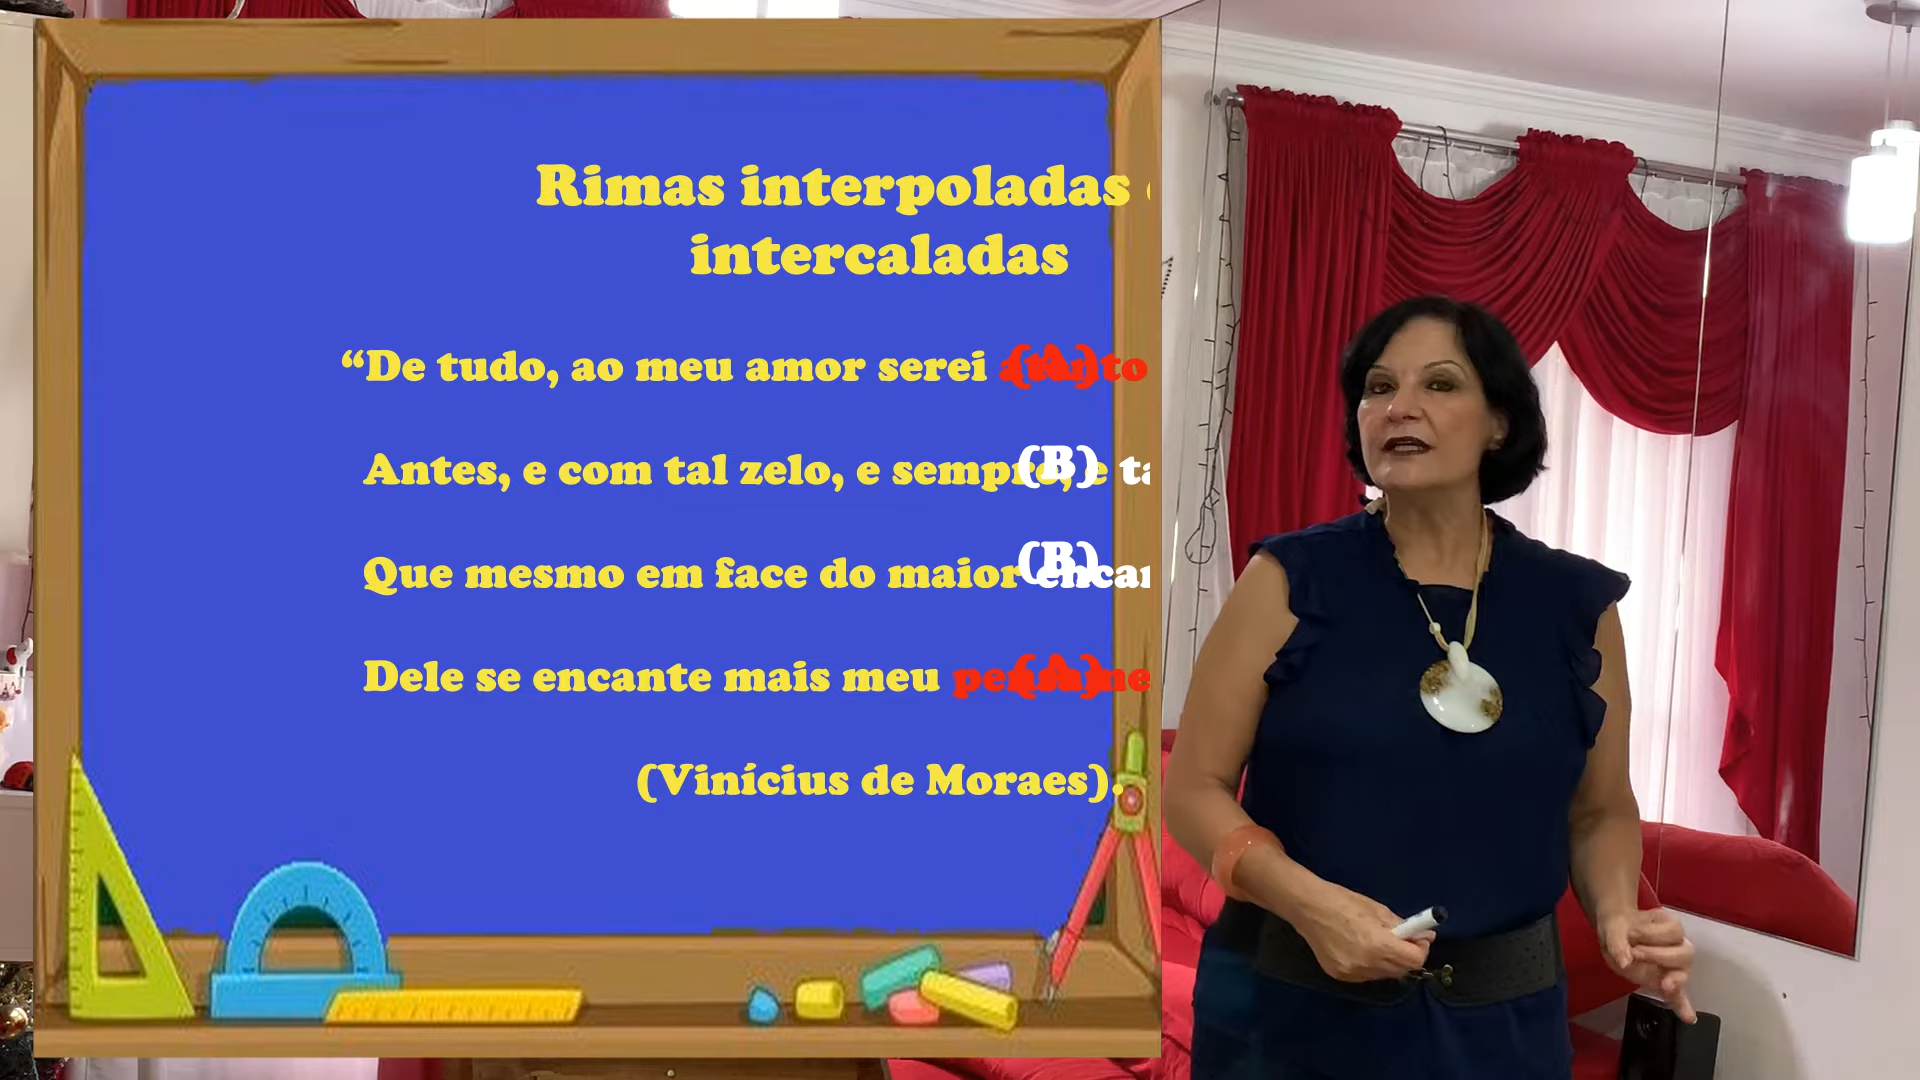 Rimas interpoladas
intercaladas
“De tudo, ao meu amor serei (A)
Antes, e com tal zelo, e (B)
Que mesmo em face do maior (B)
Dele se encante mais meu (A)
(Vinícius de Moraes).